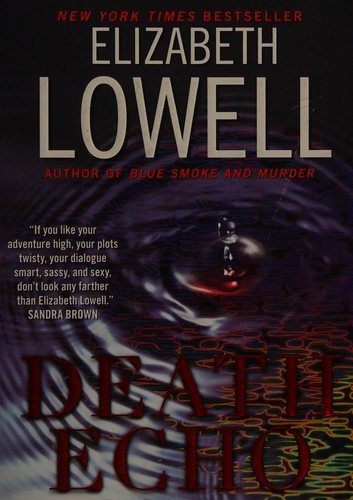 NEW YORK TIMES BESTSELLER
ELIZABETH
LOWELL
AUTHOR OF BLUE SMOKE AND MURDER
"If you like your
adventure high, your plots
twisty, your dialogue
smart, sassy, and sexy,
don't look any farther
than Elizabeth Lowell."
SANDRA BROWN
DEATH
ECHO